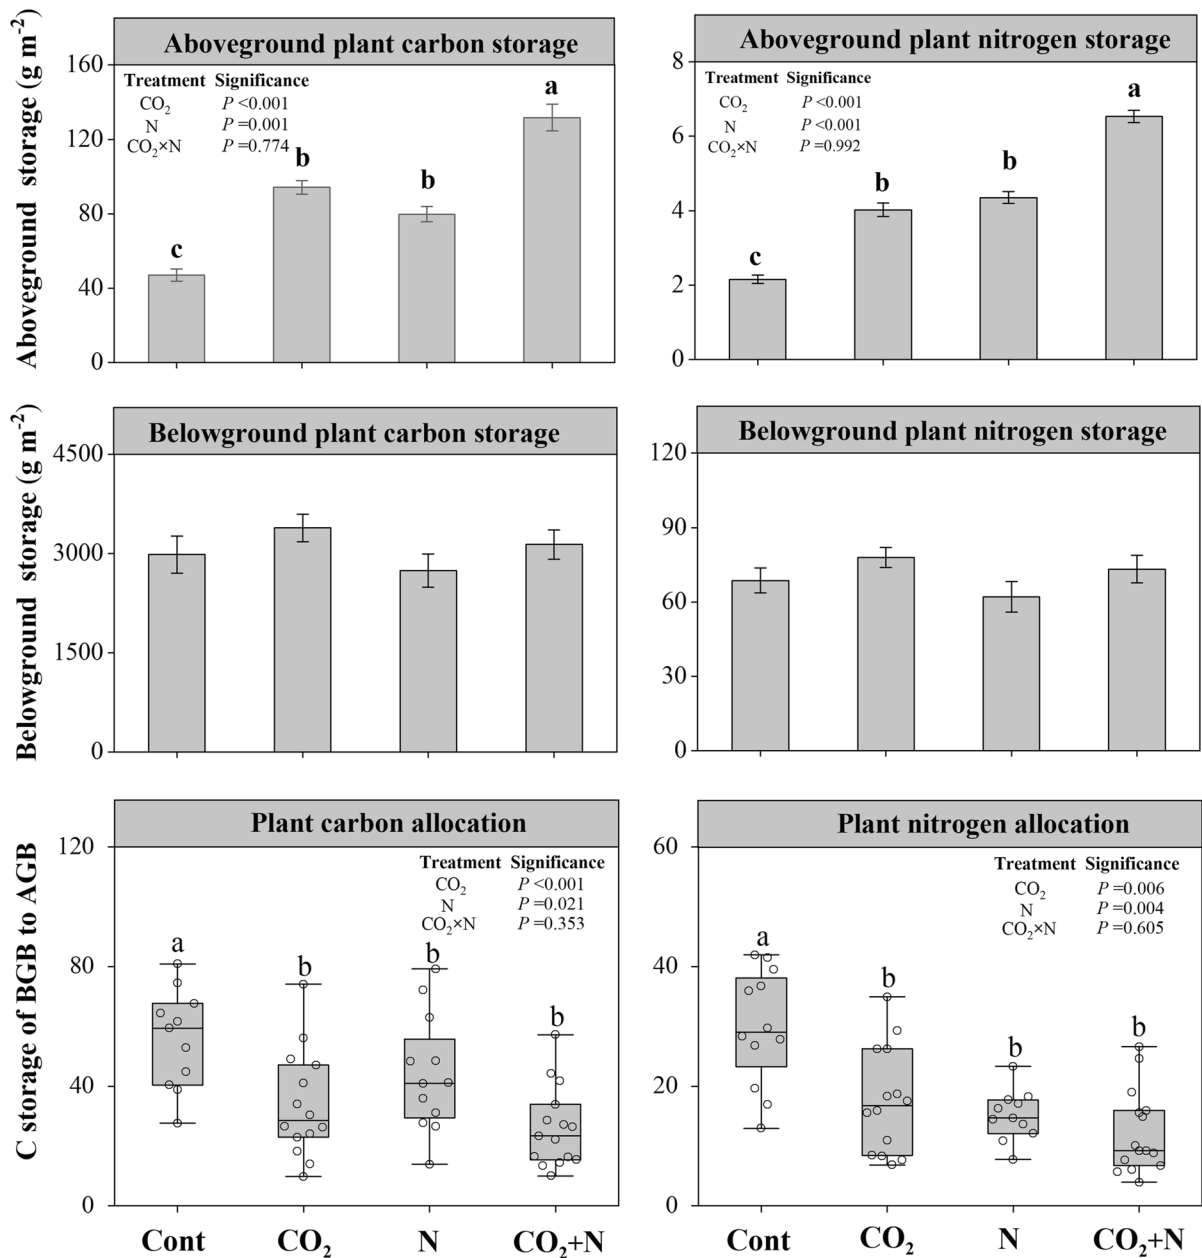 Aboveground storage (g m⁻²)
Aboveground plant carbon storage
160
120
80
40
0
Treatment Significance
CO₂ P <0.001
N P =0.001
CO₂×N P =0.774
c
b
b
a
Aboveground plant nitrogen storage
8
6
4
2
0
Treatment Significance
CO₂ P <0.001
N P <0.001
CO₂×N P =0.992
c
b
b
a
Belowground storage (g m⁻²)
Belowground plant carbon storage
4500
3000
1500
0
Belowground plant nitrogen storage
120
90
60
30
0
C storage of BGB to AGB
Plant carbon allocation
120
80
40
0
Treatment Significance
CO₂ P <0.001
N P =0.021
CO₂×N P =0.353
a
b
b
b
Cont CO₂ N CO₂+N
Plant nitrogen allocation
60
40
20
0
Treatment Significance
CO₂ P =0.006
N P =0.004
CO₂×N P =0.605
a
b
b
b
Cont CO₂ N CO₂+N